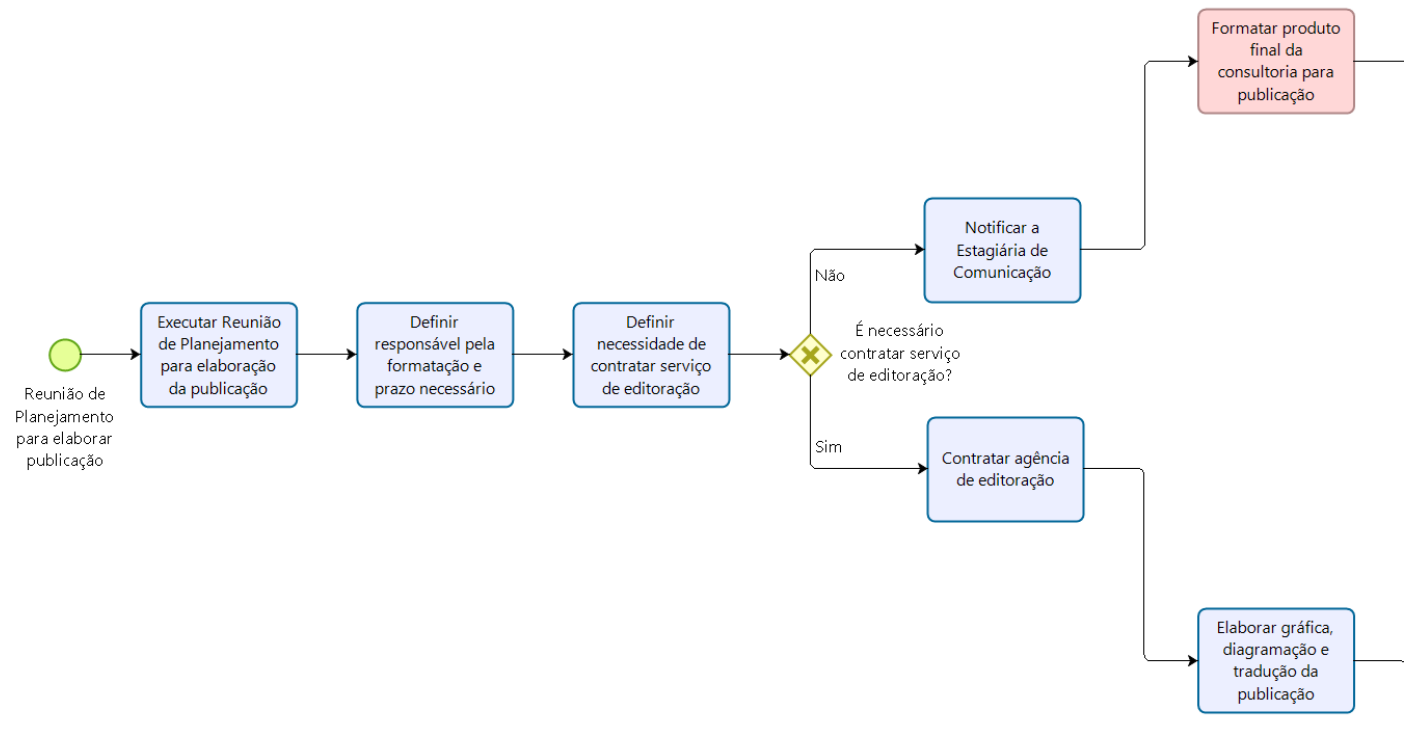 Formatar produto
final da
consultoria para
publicação
Notificar a
Estagiária de
Comunicação
Não
Executar Reunião
de Planejamento
para elaboração
da publicação
Definir
responsável pela
formatação e
prazo necessário
Definir
necessidade de
contratar serviço
de editoração
É necessário
contratar serviço
de editoração?
Reunião de
Planejamento
para elaborar
publicação
Sim
Contratar agência
de editoração
Elaborar gráfica,
diagramação e
tradução da
publicação